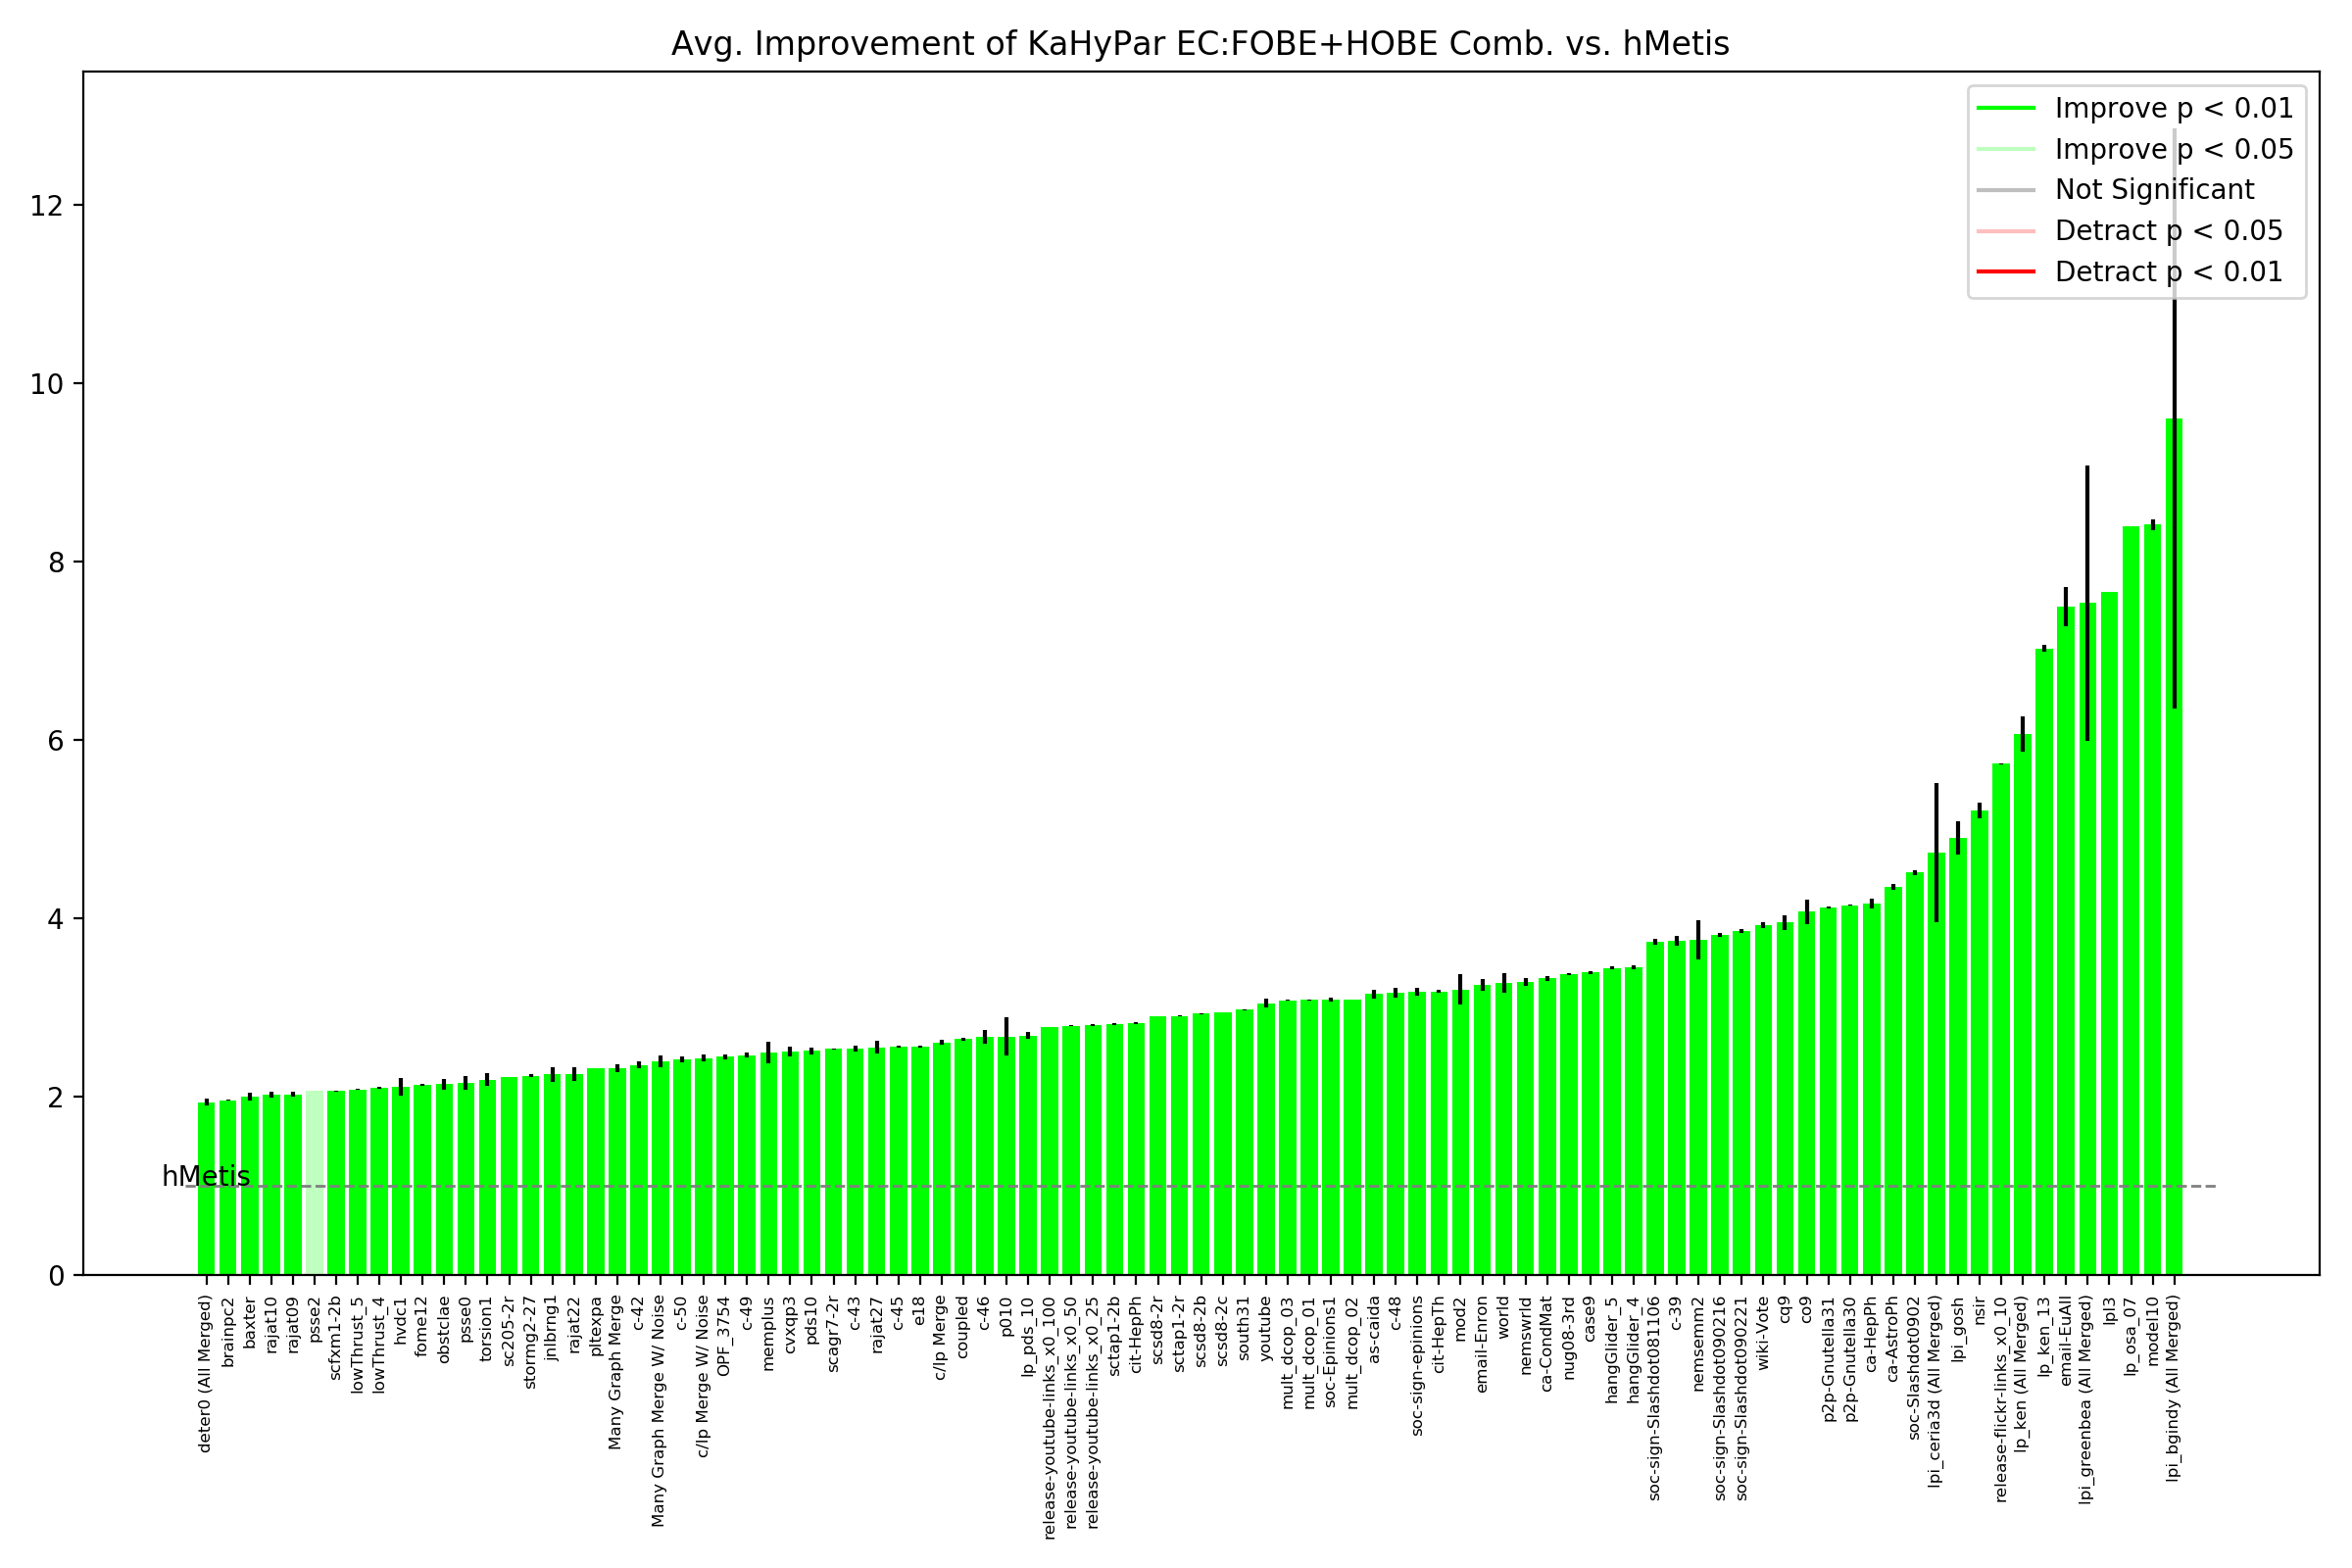 Avg. Improvement of KaHyPar EC:FOBE+HOBE Comb. vs. hMetis
Improve p < 0.01
Improve p < 0.05
Not Significant
Detract p < 0.05
Detract p < 0.01
12
10
8
6
4
2
0
hMetis
deter0 (All Merged)
brainpc2
baxter
rajat10
rajat09
psse2
scfxm1-2b
lowThrust_5
lowThrust_4
hvdc1
fome12
obstclae
psse0
torsion1
sc205-2r
stormg2-27
jnlbrng1
rajat22
pltexpa
Many Graph Merge
c-42
Many Graph Merge W/ Noise
c-50
c/lp Merge W/ Noise
OPF_3754
c-49
memplus
cvxqp3
pds10
scagr7-2r
c-43
rajat27
c-45
e18
c/lp Merge
coupled
c-46
p010
lp_pds_10
release-youtube-links_x0_100
release-youtube-links_x0_50
release-youtube-links_x0_25
sctap1-2b
cit-HepPh
scsd8-2r
sctap1-2r
scsd8-2b
scsd8-2c
south31
youtube
mult_dcop_03
mult_dcop_01
soc-Epinions1
mult_dcop_02
as-caida
c-48
soc-sign-epinions
cit-HepTh
mod2
email-Enron
world
nemswrld
ca-CondMat
nug08-3rd
case9
hangGlider_5
hangGlider_4
soc-sign-Slashdot081106
c-39
nemsemm2
soc-sign-Slashdot090216
soc-sign-Slashdot090221
wiki-Vote
cq9
co9
p2p-Gnutella31
p2p-Gnutella30
ca-HepPh
ca-AstroPh
soc-Slashdot0902
lpi_ceria3d (All Merged)
lpi_gosh
nsir
release-flickr-links_x0_10
lp_ken (All Merged)
lp_ken_13
email-EuAll
lpi_greenbea (All Merged)
lpl3
lp_osa_07
model10
lpi_bgindy (All Merged)